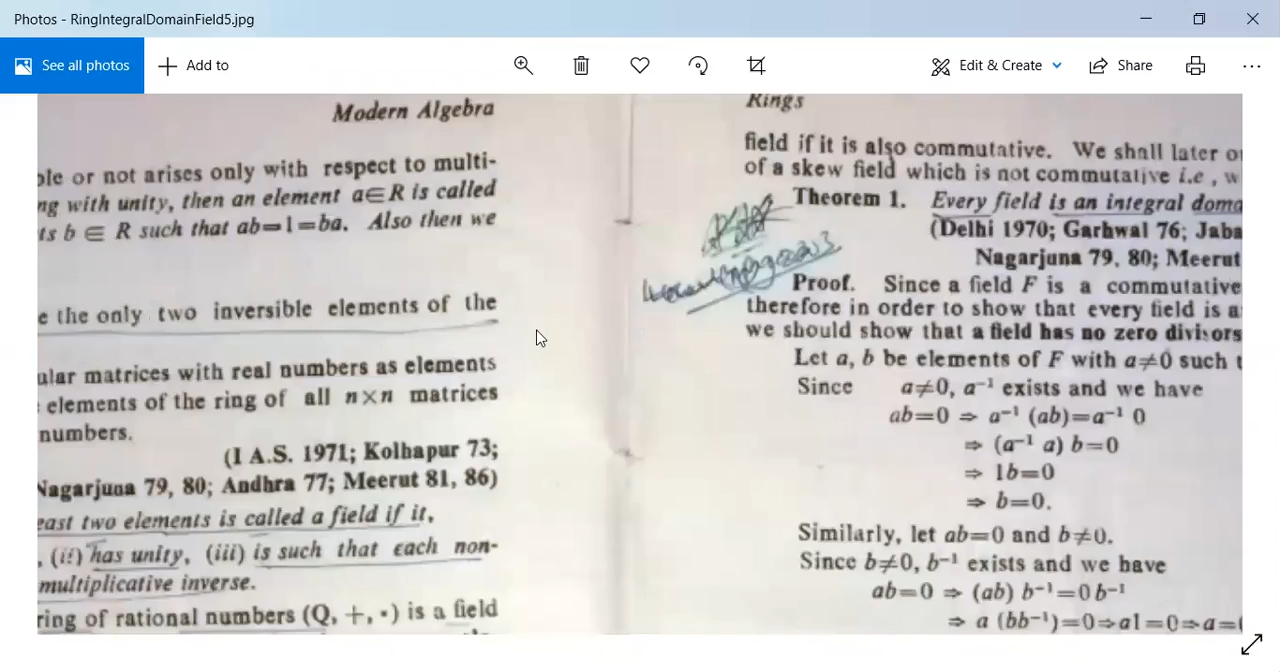 Photos - RingIntegralDomainField5.jpg
See all photos
Add to
Edit & Create
Share
Modern Algebra
ble or not arises only with respect to multi-
ng with unity, then an element a∈R is called
ts b ∈ R such that ab=1=ba. Also then we
e the only two inversible elements of the
ular matrices with real numbers as elements
elements of the ring of all n×n matrices
numbers.
(I A.S. 1971; Kolhapur 73;
Nagarjuna 79, 80; Andhra 77; Meerut 81, 86)
east two elements is called a field if it,
, (ii) has unity, (iii) is such that each non-
multiplicative inverse.
ring of rational numbers (Q, +, ·) is a field
Rings
field if it is also commutative. We shall later o
of a skew field which is not commutative i.e, w
Theorem 1. Every field is an integral doma
(Delhi 1970; Garhwal 76; Jaba
Nagarjuna 79, 80; Meerut
Proof. Since a field F is a commutative
therefore in order to show that every field is a
we should show that a field has no zero divisors
Let a, b be elements of F with a≠0 such t
Since a≠0, a⁻¹ exists and we have
ab=0 ⇒ a⁻¹ (ab)=a⁻¹ 0
⇒ (a⁻¹ a) b=0
⇒ 1b=0
⇒ b=0.
Similarly, let ab=0 and b≠0.
Since b≠0, b⁻¹ exists and we have
ab=0 ⇒ (ab) b⁻¹=0 b⁻¹
⇒ a (bb⁻¹)=0⇒a1=0⇒a=